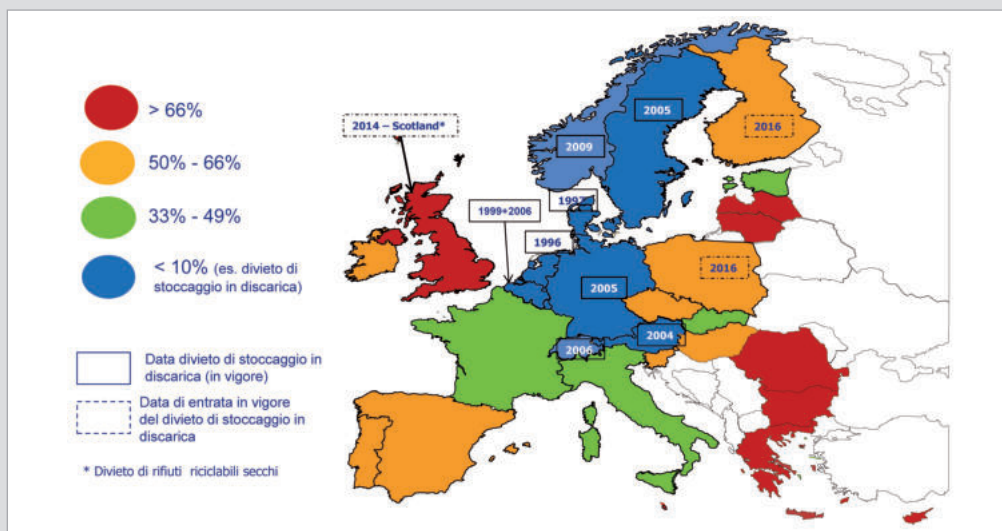 > 66%
50% - 66%
33% - 49%
< 10% (es. divieto di
stoccaggio in discarica)
Data divieto di stoccaggio in
discarica (in vigore)
Data di entrata in vigore
del divieto di stoccaggio in
discarica
* Divieto di rifiuti riciclabili secchi
2014 – Scotland*
2005
2016
2009
1997
1999+2006
1996
2016
2005
2004
2006